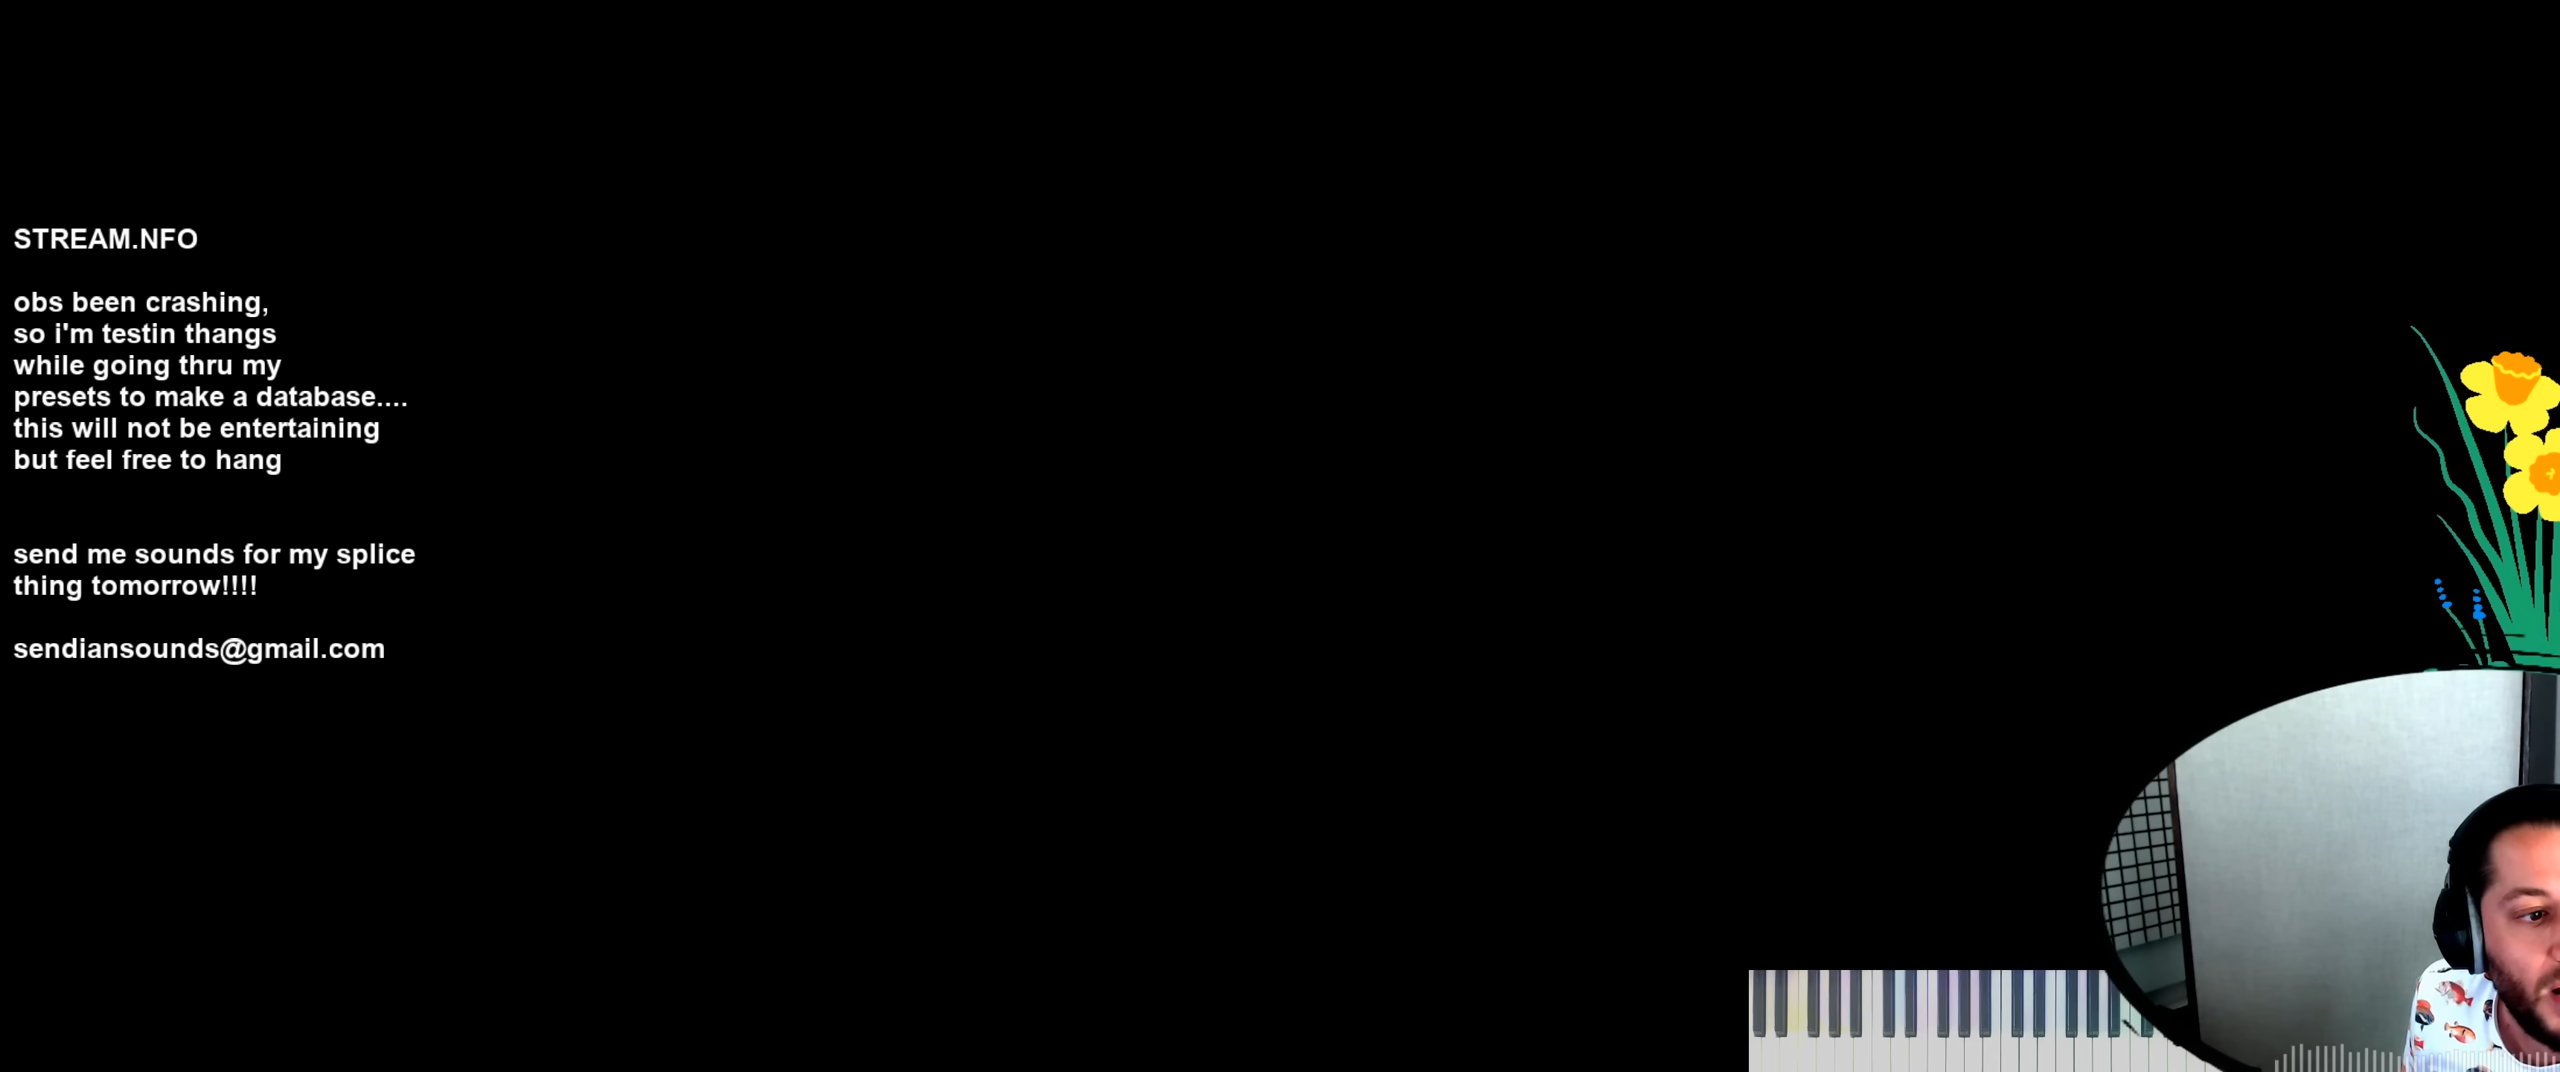 STREAM.NFO
obs been crashing,
so i'm testin thangs
while going thru my
presets to make a database....
this will not be entertaining
but feel free to hang
send me sounds for my splice
thing tomorrow!!!!
sendiansounds@gmail.com